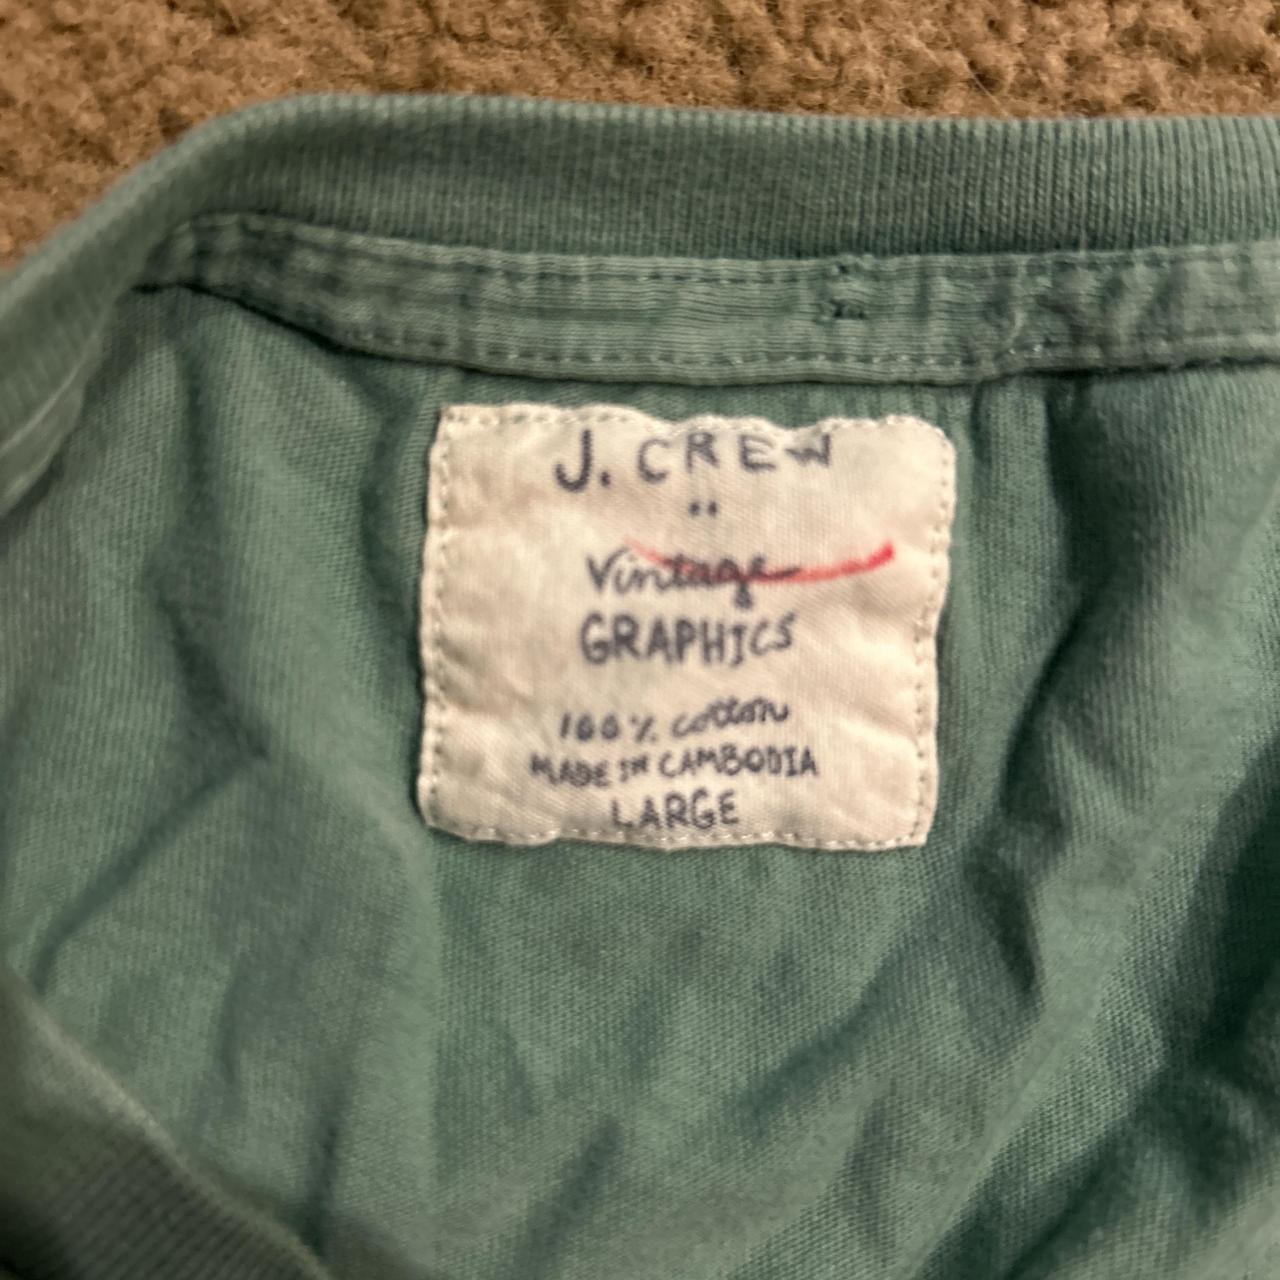 J. CREW
Vintage
GRAPHICS
100% cotton
MADE IN CAMBODIA
LARGE